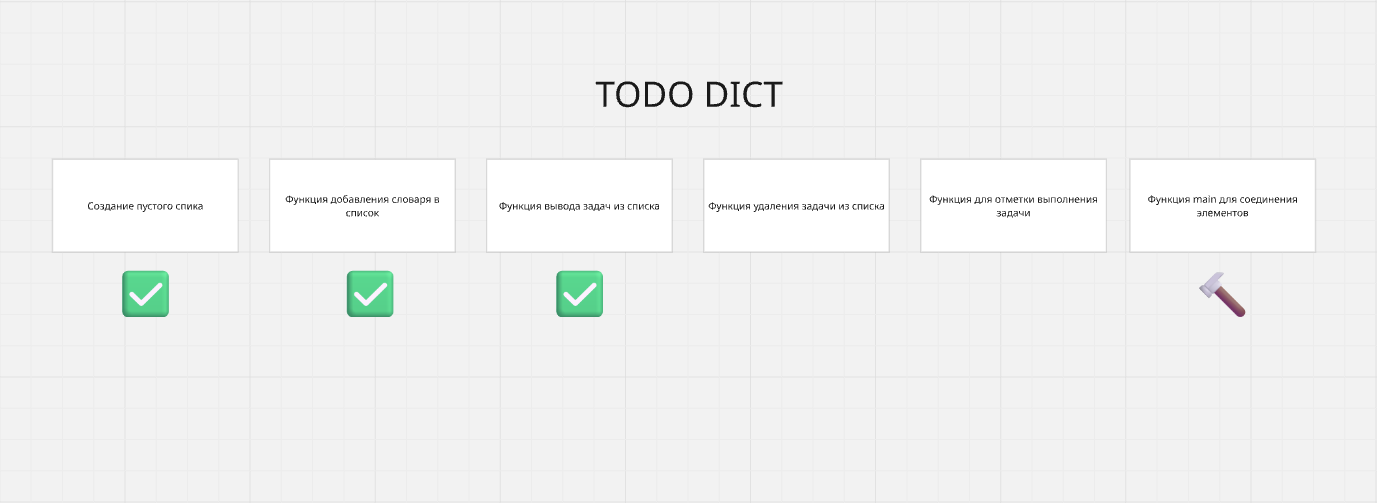 TODO DICT
Создание пустого спика
Функция добавления словаря в
список
Функция вывода задач из списка
Функция удаления задачи из списка
Функция для отметки выполнения
задачи
Функция main для соединения
элементов